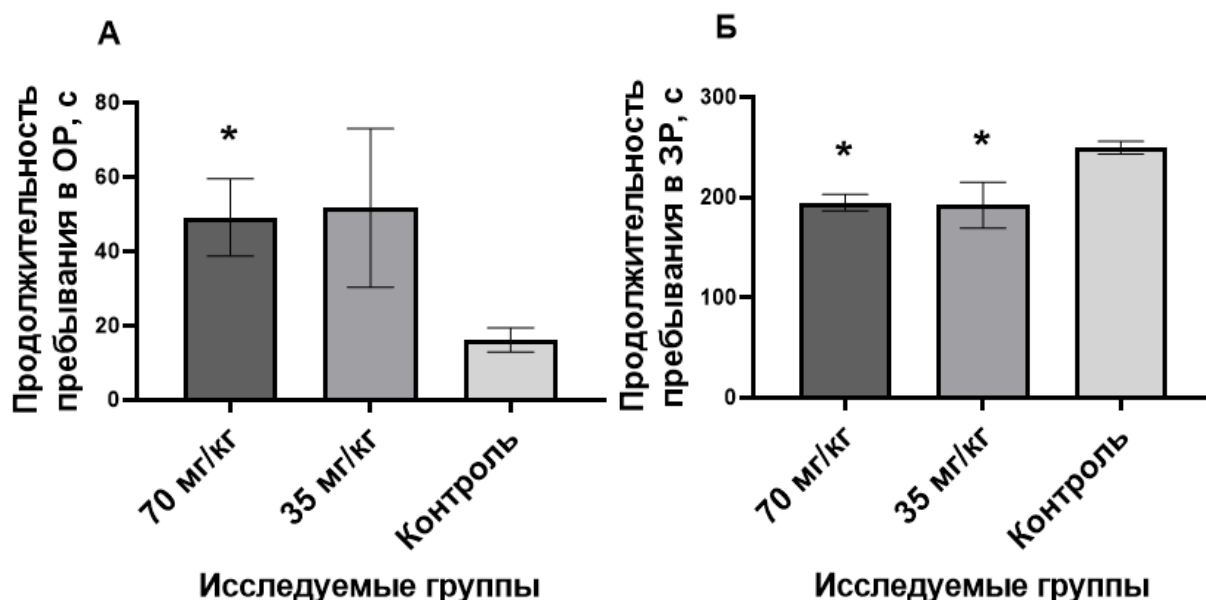 А
Продолжительность
пребывания в ОР, с
80
60
40
20
0
*
70 мг/кг
35 мг/кг
Контроль
Исследуемые группы
Б
Продолжительность
пребывания в ЗР, с
300
200
100
0
*
*
70 мг/кг
35 мг/кг
Контроль
Исследуемые группы